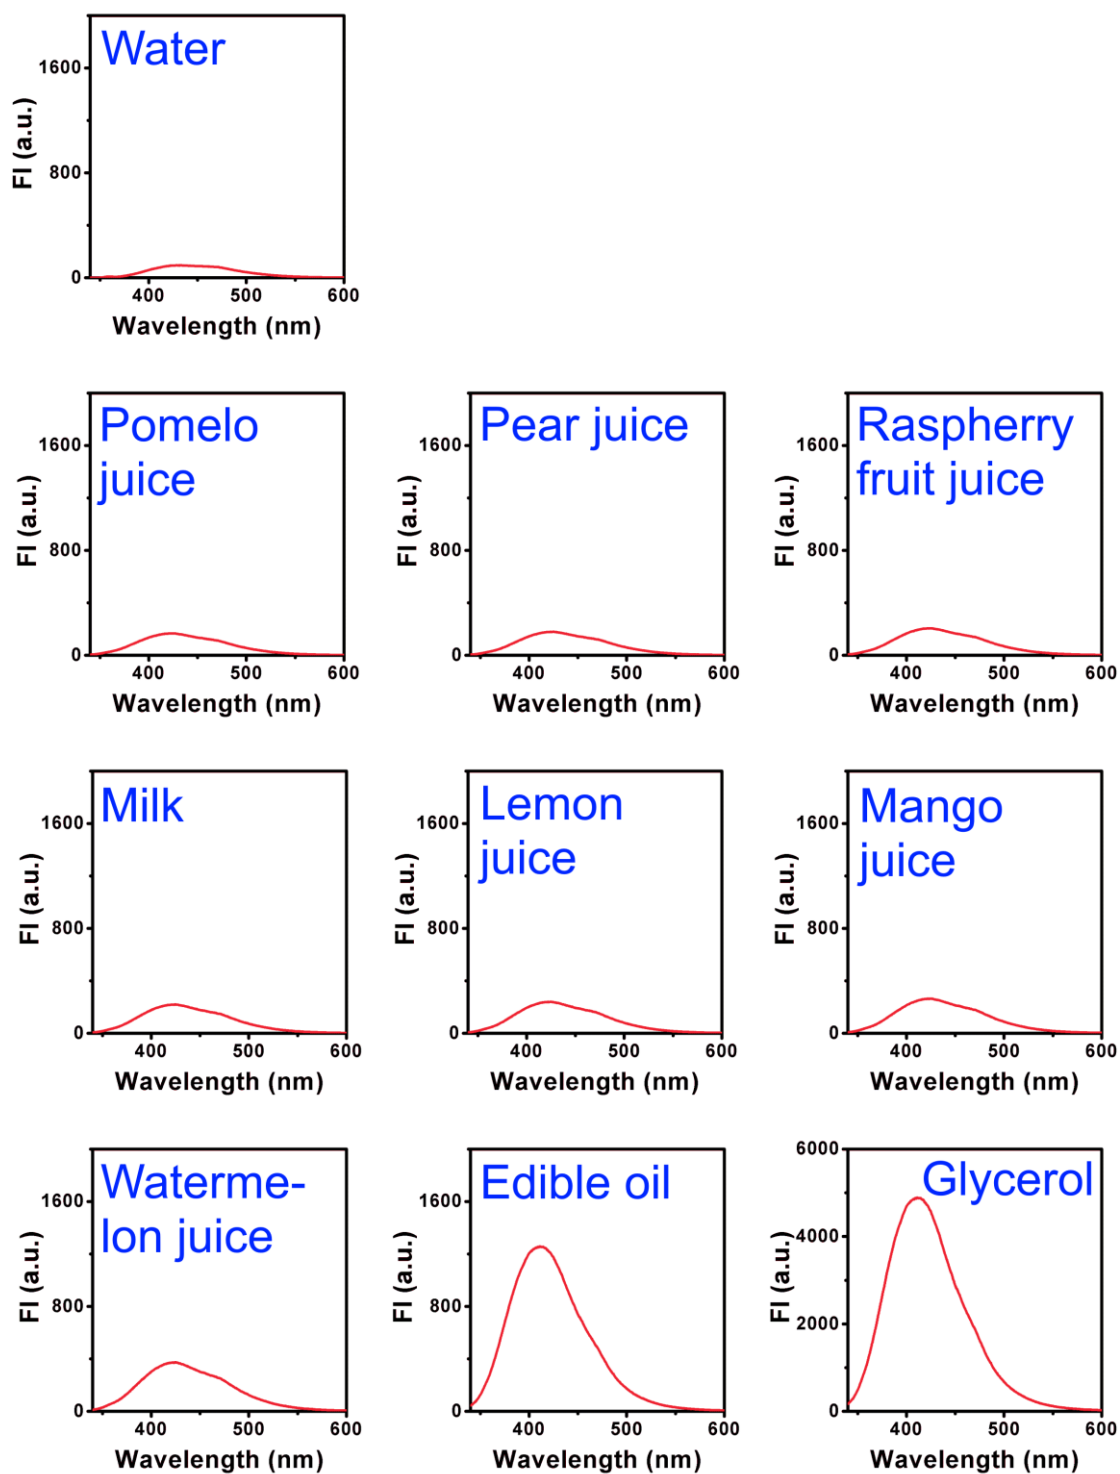 Water
FI (a.u.)
1600
800
0
400 500 600
Wavelength (nm)
Pomelo
juice
FI (a.u.)
1600
800
0
400 500 600
Wavelength (nm)
Pear juice
FI (a.u.)
1600
800
0
400 500 600
Wavelength (nm)
Raspherry
fruit juice
FI (a.u.)
1600
800
0
400 500 600
Wavelength (nm)
Milk
FI (a.u.)
1600
800
0
400 500 600
Wavelength (nm)
Lemon
juice
FI (a.u.)
1600
800
0
400 500 600
Wavelength (nm)
Mango
juice
FI (a.u.)
1600
800
0
400 500 600
Wavelength (nm)
Waterme-
lon juice
FI (a.u.)
1600
800
0
400 500 600
Wavelength (nm)
Edible oil
FI (a.u.)
1600
800
0
400 500 600
Wavelength (nm)
Glycerol
FI (a.u.)
6000
4000
2000
0
400 500 600
Wavelength (nm)